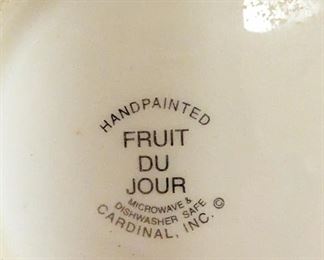 HANDPAINTED
FRUIT
DU
JOUR
MICROWAVE &
DISHWASHER SAFE
CARDINAL, INC. ©